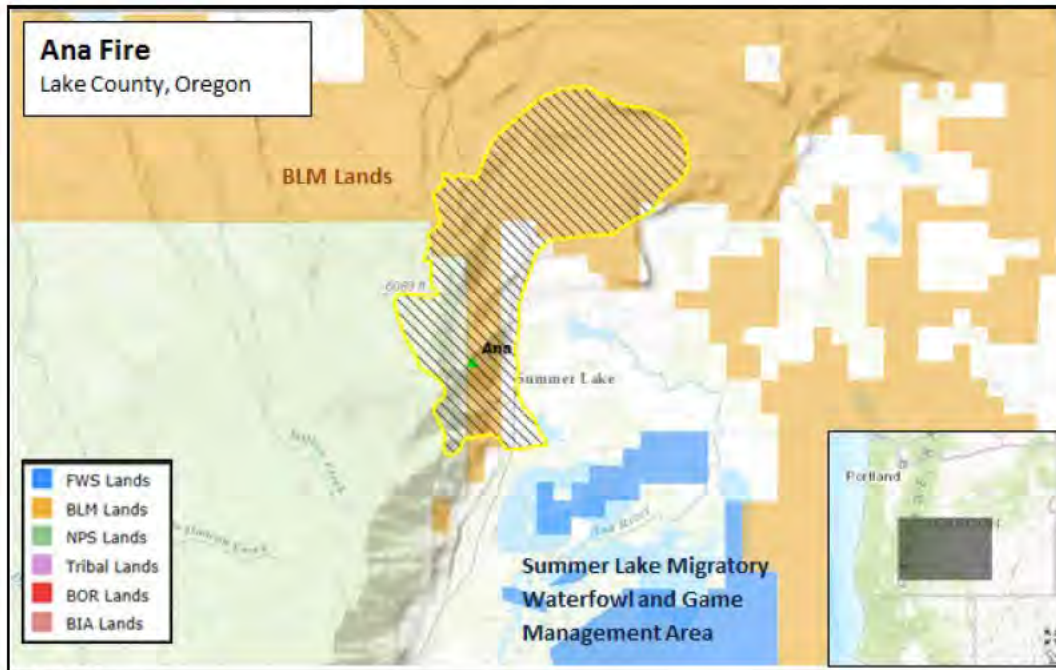 Ana Fire
Lake County, Oregon
BLM Lands
6089 ft
Ana
Summer Lake
Ana River
Summer Lake Migratory
Waterfowl and Game
Management Area
FWS Lands
BLM Lands
NPS Lands
Tribal Lands
BOR Lands
BIA Lands
Portland